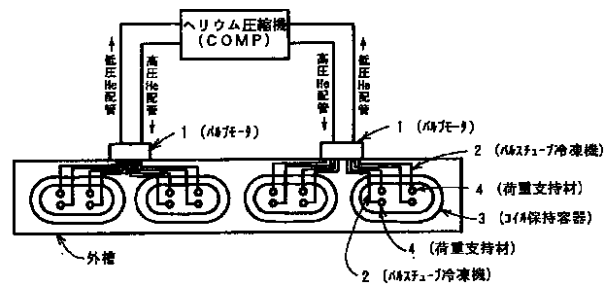 ヘリウム圧縮機
(COMP)
低圧He配管
高圧He配管
高圧He配管
低圧He配管
1 (バルブモータ)
1 (バルブモータ)
2 (パルスチューブ冷凍機)
4 (荷重支持材)
3 (コイル保持容器)
外槽
4 (荷重支持材)
2 (パルスチューブ冷凍機)